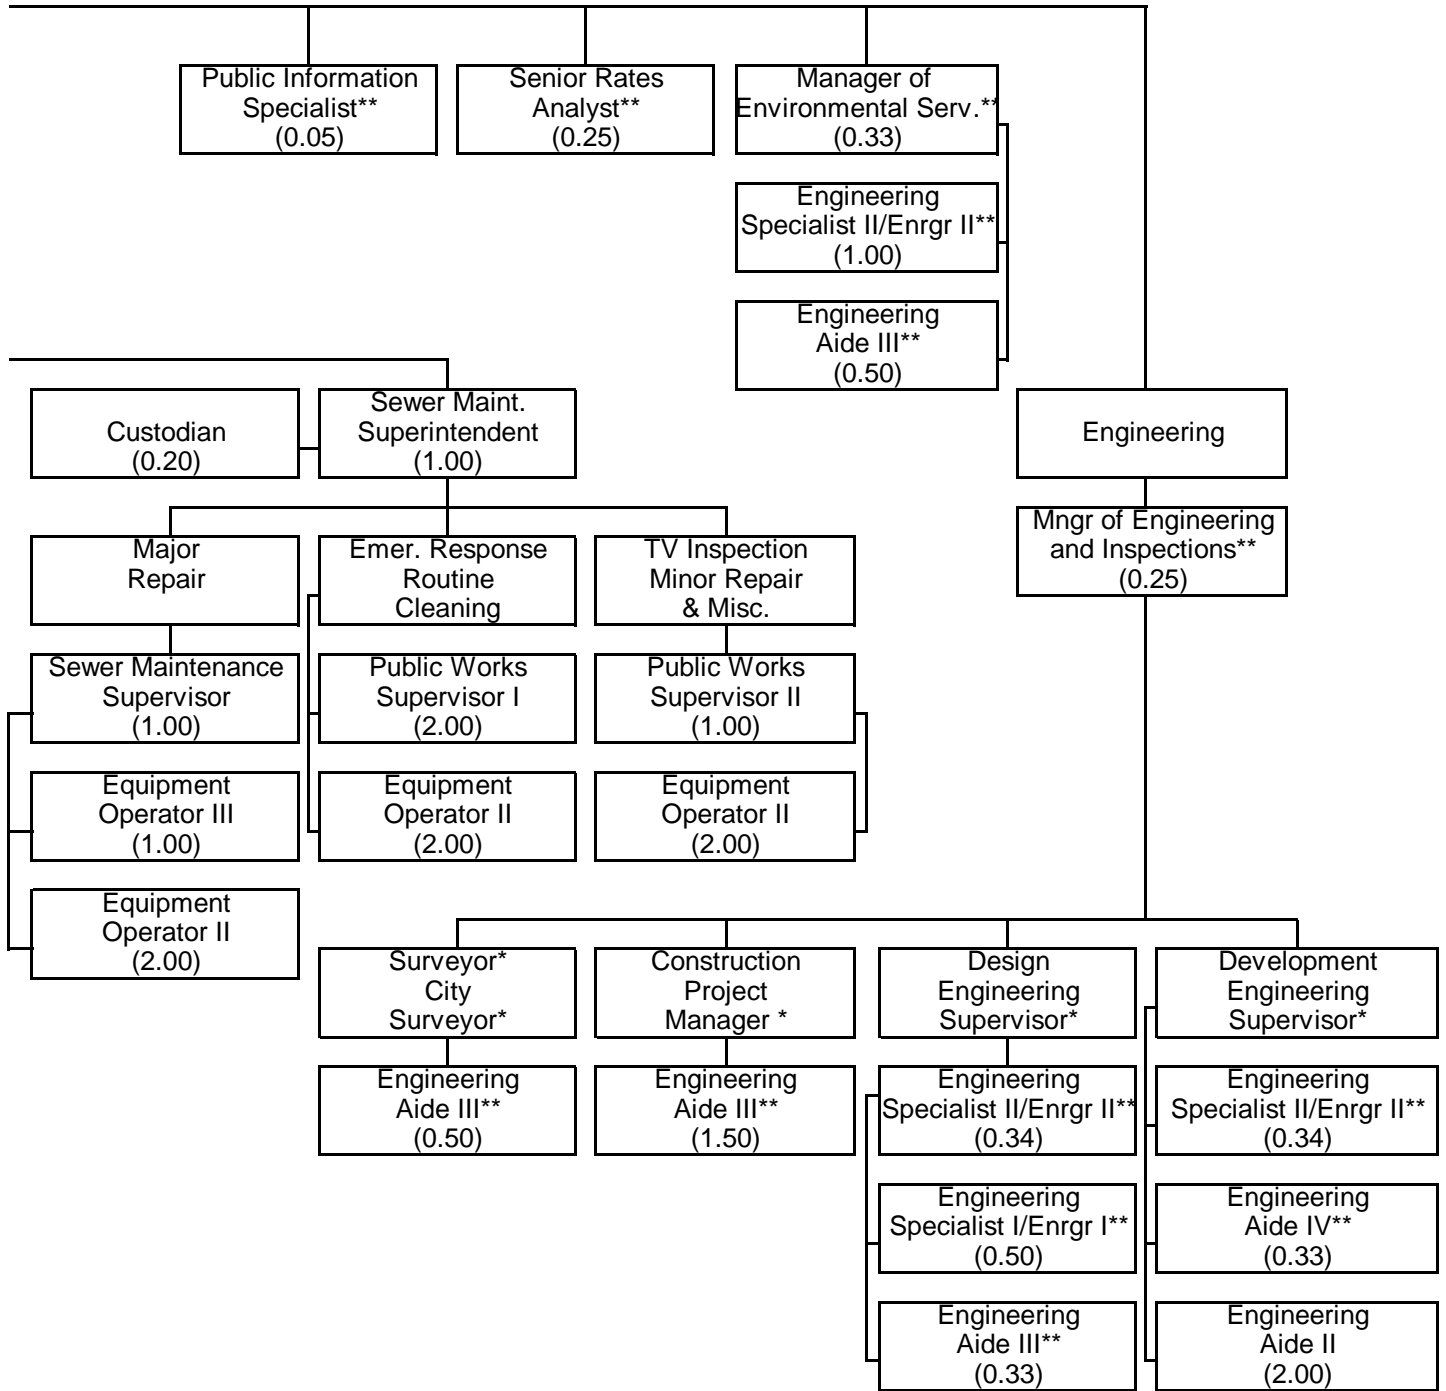 Public Information
Specialist**
(0.05)
Senior Rates
Analyst**
(0.25)
Manager of
Environmental Serv.**
(0.33)
Engineering
Specialist II/Enrgr II**
(1.00)
Engineering
Aide III**
(0.50)
Custodian
(0.20)
Sewer Maint.
Superintendent
(1.00)
Engineering
Mngr of Engineering
and Inspections**
(0.25)
Major
Repair
Emer. Response
Routine
Cleaning
TV Inspection
Minor Repair
& Misc.
Sewer Maintenance
Supervisor
(1.00)
Public Works
Supervisor I
(2.00)
Public Works
Supervisor II
(1.00)
Equipment
Operator III
(1.00)
Equipment
Operator II
(2.00)
Equipment
Operator II
(2.00)
Equipment
Operator II
(2.00)
Surveyor*
City
Surveyor*
Construction
Project
Manager *
Design
Engineering
Supervisor*
Development
Engineering
Supervisor*
Engineering
Aide III**
(0.50)
Engineering
Aide III**
(1.50)
Engineering
Specialist II/Enrgr II**
(0.34)
Engineering
Specialist II/Enrgr II**
(0.34)
Engineering
Specialist I/Enrgr I**
(0.50)
Engineering
Aide IV**
(0.33)
Engineering
Aide III**
(0.33)
Engineering
Aide II
(2.00)